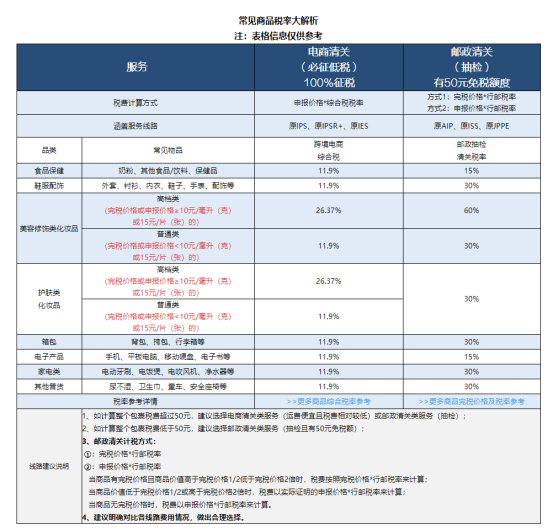 常见商品税率大解析
注：表格信息仅供参考
服务
电商清关
（必征低税）
100%征税
邮政清关
（抽检）
有50元免税额度
税费计算方式
申报价格*综合税税率
方式1：完税价格*行邮税率
方式2：申报价格*行邮税率
涵盖服务线路
原IPS、原IPSR+、原IES
原AIP、原ISS、原JPPE
品类
常见物品
跨境电商
综合税
邮政抽检
清关税率
食品保健
奶粉、其他食品/饮料、保健品
11.9%
15%
鞋服配饰
外套、衬衫、内衣、鞋子、手表、配饰等
11.9%
30%
美容修饰类化妆品
高档类
（完税价格或申报价格≥10元/毫升（克）
或15元/片（张）的）
26.37%
60%
普通类
（完税价格或申报价格<10元/毫升（克）
或15元/片（张）的）
11.9%
30%
护肤类
化妆品
高档类
（完税价格或申报价格≥10元/毫升（克）
或15元/片（张）的）
26.37%
30%
普通类
（完税价格或申报价格<10元/毫升（克）
或15元/片（张）的）
11.9%
箱包
背包、挎包、行李箱等
11.9%
30%
电子产品
手机、平板电脑、移动硬盘、电子书等
11.9%
15%
家电类
电动牙刷、电饭煲、电吹风机、净水器等
11.9%
30%
其他普货
尿不湿、卫生巾、童车、安全座椅等
11.9%
30%
税率参考详情
>>更多商品综合税率参考
>>更多商品完税价格及税率参考
线路建议说明
1、如计算整个包裹税费超过50元，建议选择电商清关类服务（运费便宜且税费相对较低）或邮政清关类服务（抽检）；
2、如计算整个包裹税费低于50元，建议选择邮政清关类服务（抽检且有50元免税额）；
3、邮政清关计税方式：
①：完税价格*行邮税率
②：申报价格*行邮税率
当商品有完税价格且商品价值高于完税价格1/2低于完税价格2倍时，税费按照完税价格*行邮税率来计算；
当商品价值低于完税价格1/2或高于完税价格2倍时，税费以实际证明的申报价格*行邮税率来计算；
当商品无完税价格时，税费以申报价格*行邮税率来计算。
4、建议明确对比各线路费用情况，做出合理选择。